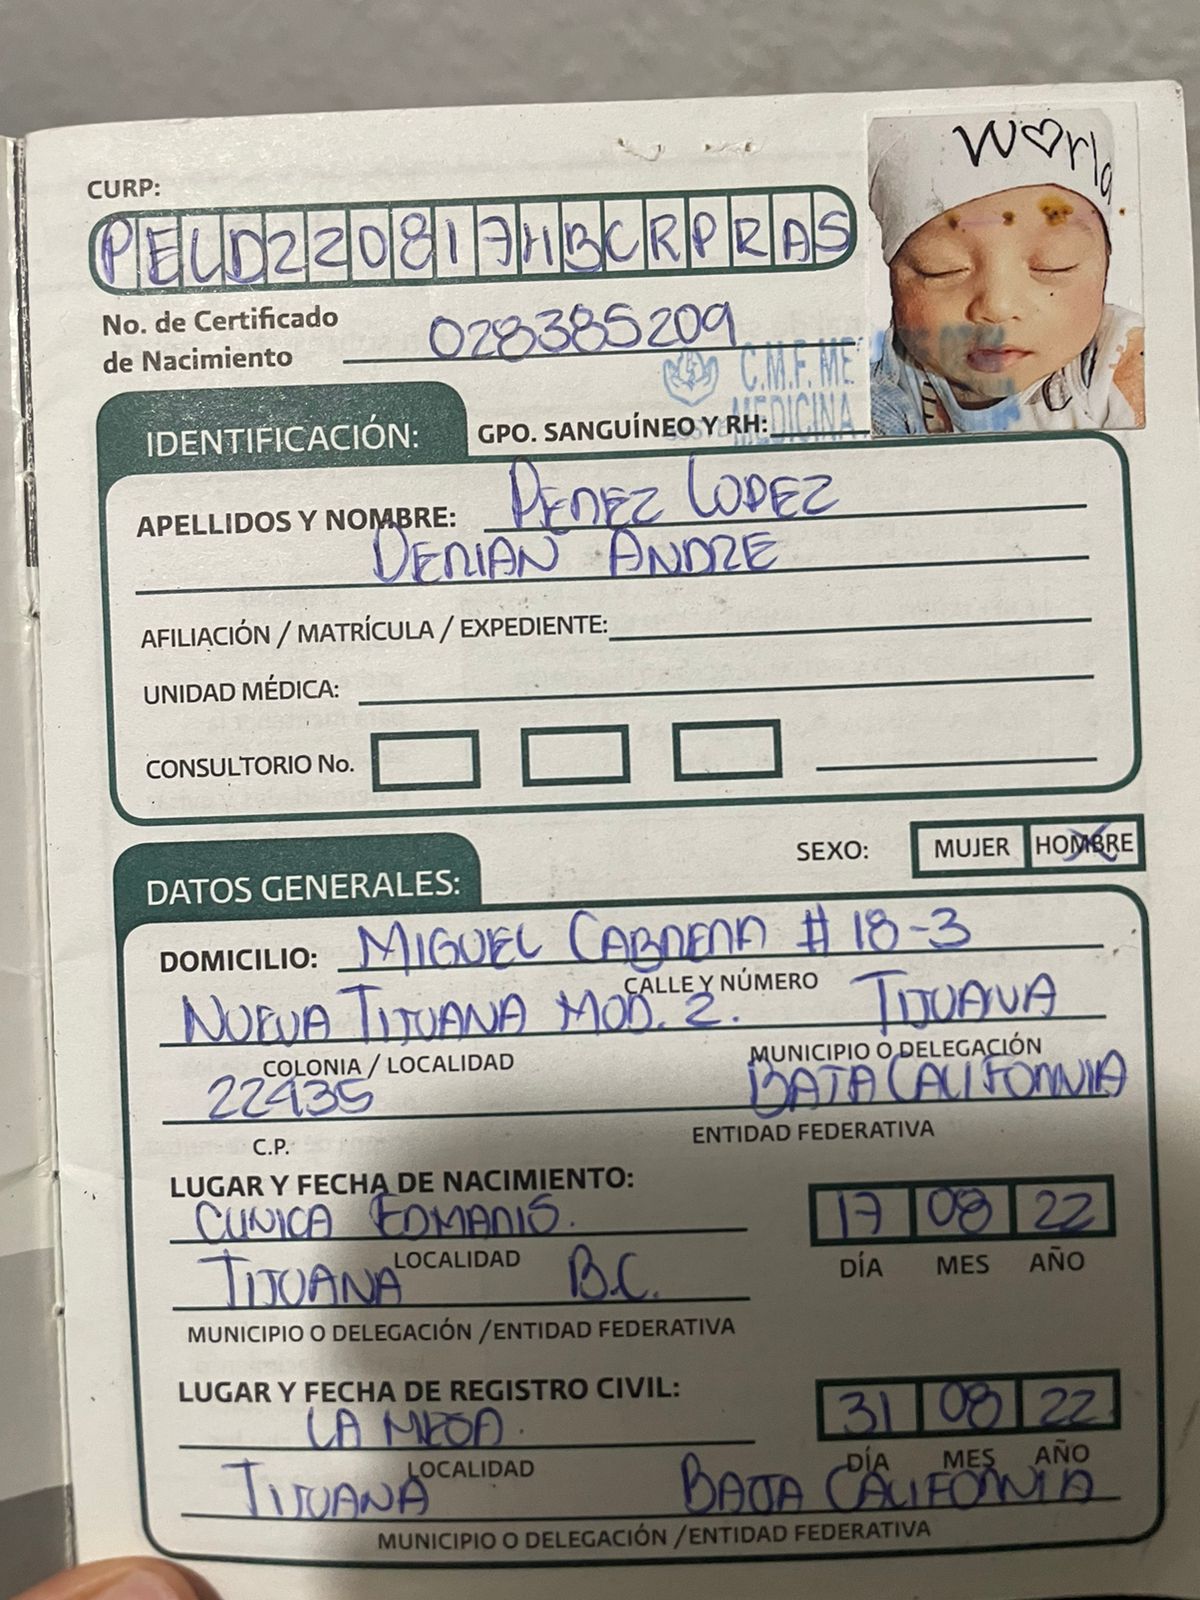 W♡rld
CURP:
PELD220817HBCRPRAS
No. de Certificado
de Nacimiento 028385209
C.M.F. ME
MEDICINA
IDENTIFICACIÓN: GPO. SANGUÍNEO Y RH:
APELLIDOS Y NOMBRE: PEREZ LOPEZ
DERIAN ANDRE
AFILIACIÓN / MATRÍCULA / EXPEDIENTE:
UNIDAD MÉDICA:
CONSULTORIO No.
SEXO: MUJER HOMBRE
DATOS GENERALES:
DOMICILIO: MIGUEL CABRERA # 18-3
CALLE Y NÚMERO
NUEVA TIJUANA MOD. 2. TIJUANA
COLONIA / LOCALIDAD MUNICIPIO O DELEGACIÓN
22435 BAJA CALIFORNIA
C.P. ENTIDAD FEDERATIVA
LUGAR Y FECHA DE NACIMIENTO:
CLINICA EDMARIS. 17 08 22
LOCALIDAD DÍA MES AÑO
TIJUANA B.C.
MUNICIPIO O DELEGACIÓN /ENTIDAD FEDERATIVA
LUGAR Y FECHA DE REGISTRO CIVIL:
LA MESA. 31 08 22
LOCALIDAD DÍA MES AÑO
TIJUANA BAJA CALIFORNIA
MUNICIPIO O DELEGACIÓN /ENTIDAD FEDERATIVA